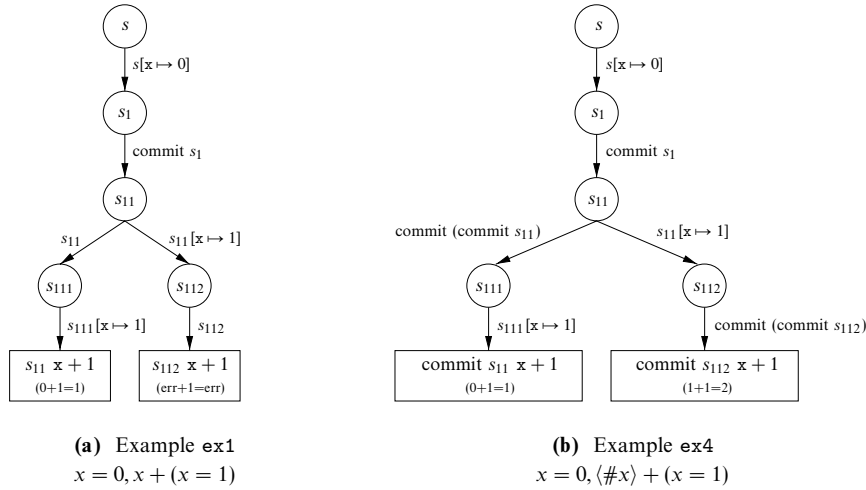 s s
s[x ↦ 0] s[x ↦ 0]
s₁ s₁
commit s₁ commit s₁
s₁₁ s₁₁
s₁₁ s₁₁[x ↦ 1] commit (commit s₁₁) s₁₁[x ↦ 1]
s₁₁₁ s₁₁₂ s₁₁₁ s₁₁₂
s₁₁₁[x ↦ 1] s₁₁₂ s₁₁₁[x ↦ 1] commit (commit s₁₁₂)
s₁₁ x + 1 s₁₁₂ x + 1 commit s₁₁ x + 1 commit s₁₁₂ x + 1
(0+1=1) (err+1=err) (0+1=1) (1+1=2)
(a) Example ex1 (b) Example ex4
x = 0, x + (x = 1) x = 0, ⟨#x⟩ + (x = 1)